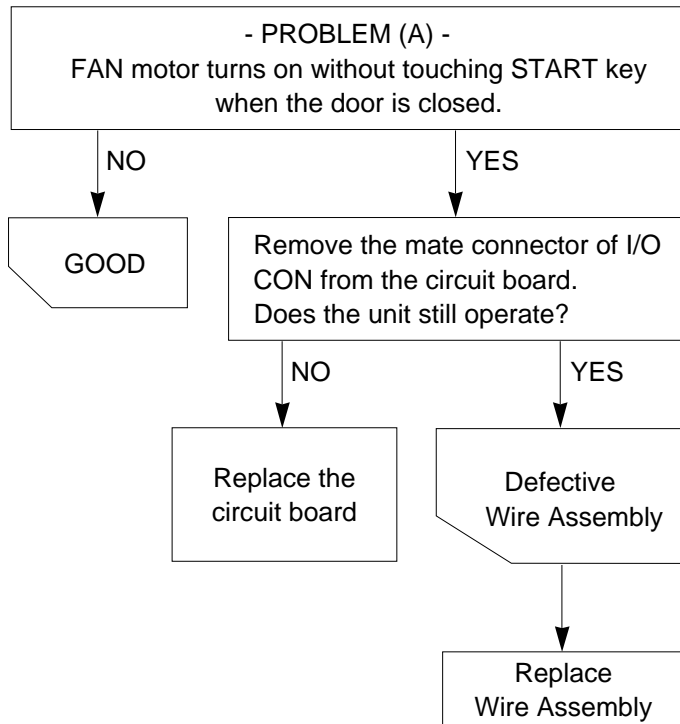 - PROBLEM (A) -
FAN motor turns on without touching START key
when the door is closed.
NO
YES
GOOD
Remove the mate connector of I/O
CON from the circuit board.
Does the unit still operate?
NO
YES
Replace the
circuit board
Defective
Wire Assembly
Replace
Wire Assembly